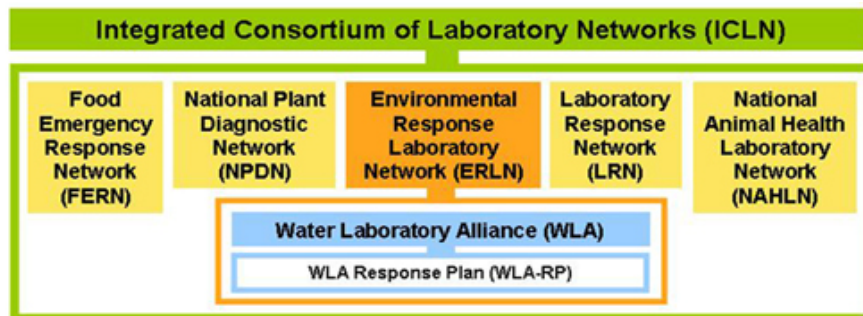 Integrated Consortium of Laboratory Networks (ICLN)
Food
Emergency
Response
Network
(FERN)
National Plant
Diagnostic
Network
(NPDN)
Environmental
Response
Laboratory
Network (ERLN)
Laboratory
Response
Network
(LRN)
National
Animal Health
Laboratory
Network
(NAHLN)
Water Laboratory Alliance (WLA)
WLA Response Plan (WLA-RP)